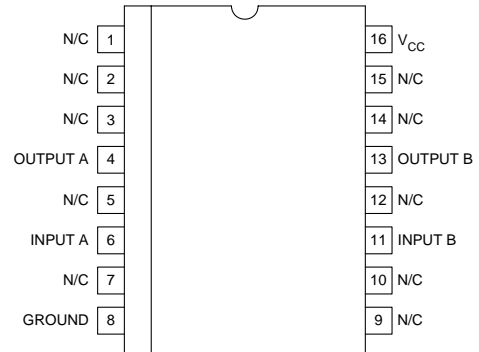 N/C 1 16 VCC
N/C 2 15 N/C
N/C 3 14 N/C
OUTPUT A 4 13 OUTPUT B
N/C 5 12 N/C
INPUT A 6 11 INPUT B
N/C 7 10 N/C
GROUND 8 9 N/C